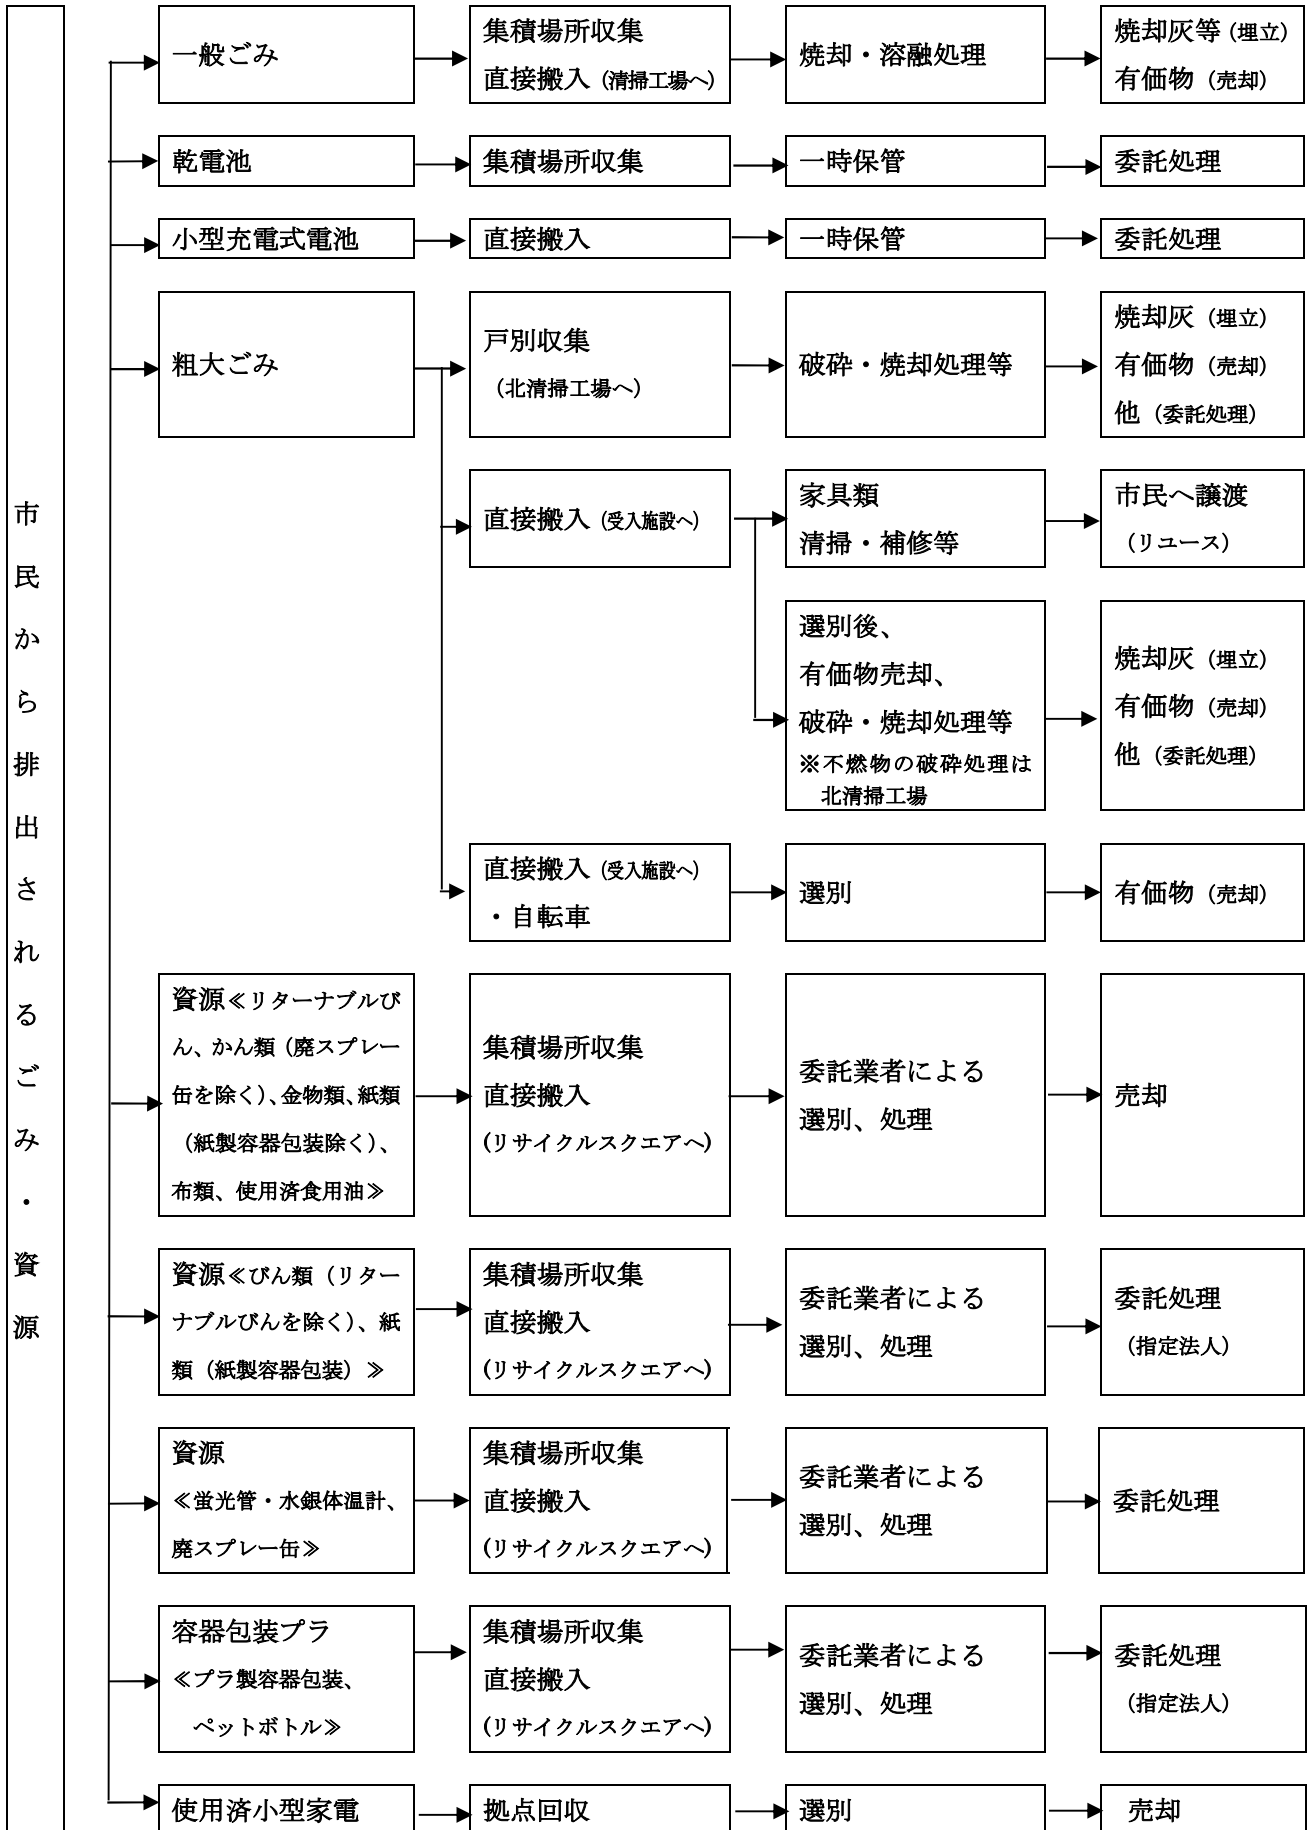 市民から排出されるごみ・資源
一般ごみ
集積場所収集
直接搬入（清掃工場へ）
焼却・溶融処理
焼却灰等（埋立）
有価物（売却）
乾電池
集積場所収集
一時保管
委託処理
小型充電式電池
直接搬入
一時保管
委託処理
粗大ごみ
戸別収集
（北清掃工場へ）
破砕・焼却処理等
焼却灰（埋立）
有価物（売却）
他（委託処理）
直接搬入（受入施設へ）
家具類
清掃・補修等
市民へ譲渡
（リユース）
選別後、
有価物売却、
破砕・焼却処理等
※不燃物の破砕処理は
北清掃工場
焼却灰（埋立）
有価物（売却）
他（委託処理）
直接搬入（受入施設へ）
・自転車
選別
有価物（売却）
資源≪リターナブルび
ん、かん類（廃スプレー
缶を除く）、金物類、紙類
（紙製容器包装除く）、
布類、使用済食用油≫
集積場所収集
直接搬入
（リサイクルスクエアへ）
委託業者による
選別、処理
売却
資源≪びん類（リター
ナブルびんを除く）、紙
類（紙製容器包装）≫
集積場所収集
直接搬入
（リサイクルスクエアへ）
委託業者による
選別、処理
委託処理
（指定法人）
資源
≪蛍光管・水銀体温計、
廃スプレー缶≫
集積場所収集
直接搬入
（リサイクルスクエアへ）
委託業者による
選別、処理
委託処理
容器包装プラ
≪プラ製容器包装、
ペットボトル≫
集積場所収集
直接搬入
（リサイクルスクエアへ）
委託業者による
選別、処理
委託処理
（指定法人）
使用済小型家電
拠点回収
選別
売却